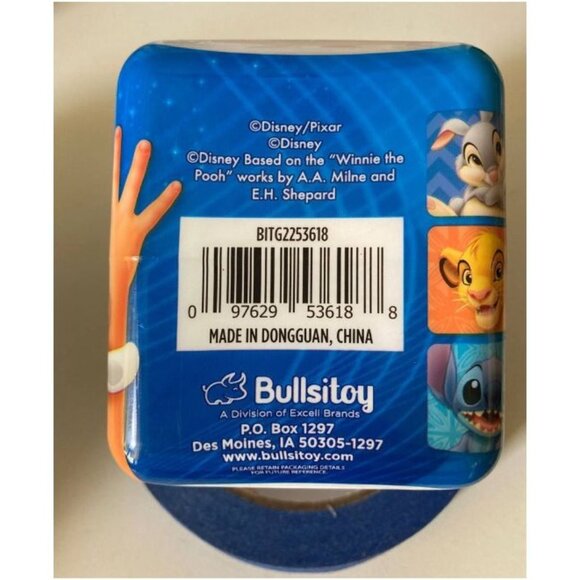 ©Disney/Pixar
©Disney
©Disney Based on the "Winnie the
Pooh" works by A.A. Milne and
E.H. Shepard
BITG2253618
0 97629 53618 8
MADE IN DONGGUAN, CHINA
Bullsitoy
A Division of Excell Brands
P.O. Box 1297
Des Moines, IA 50305-1297
www.bullsitoy.com
PLEASE RETAIN PACKAGING DETAILS
FOR FUTURE REFERENCE.